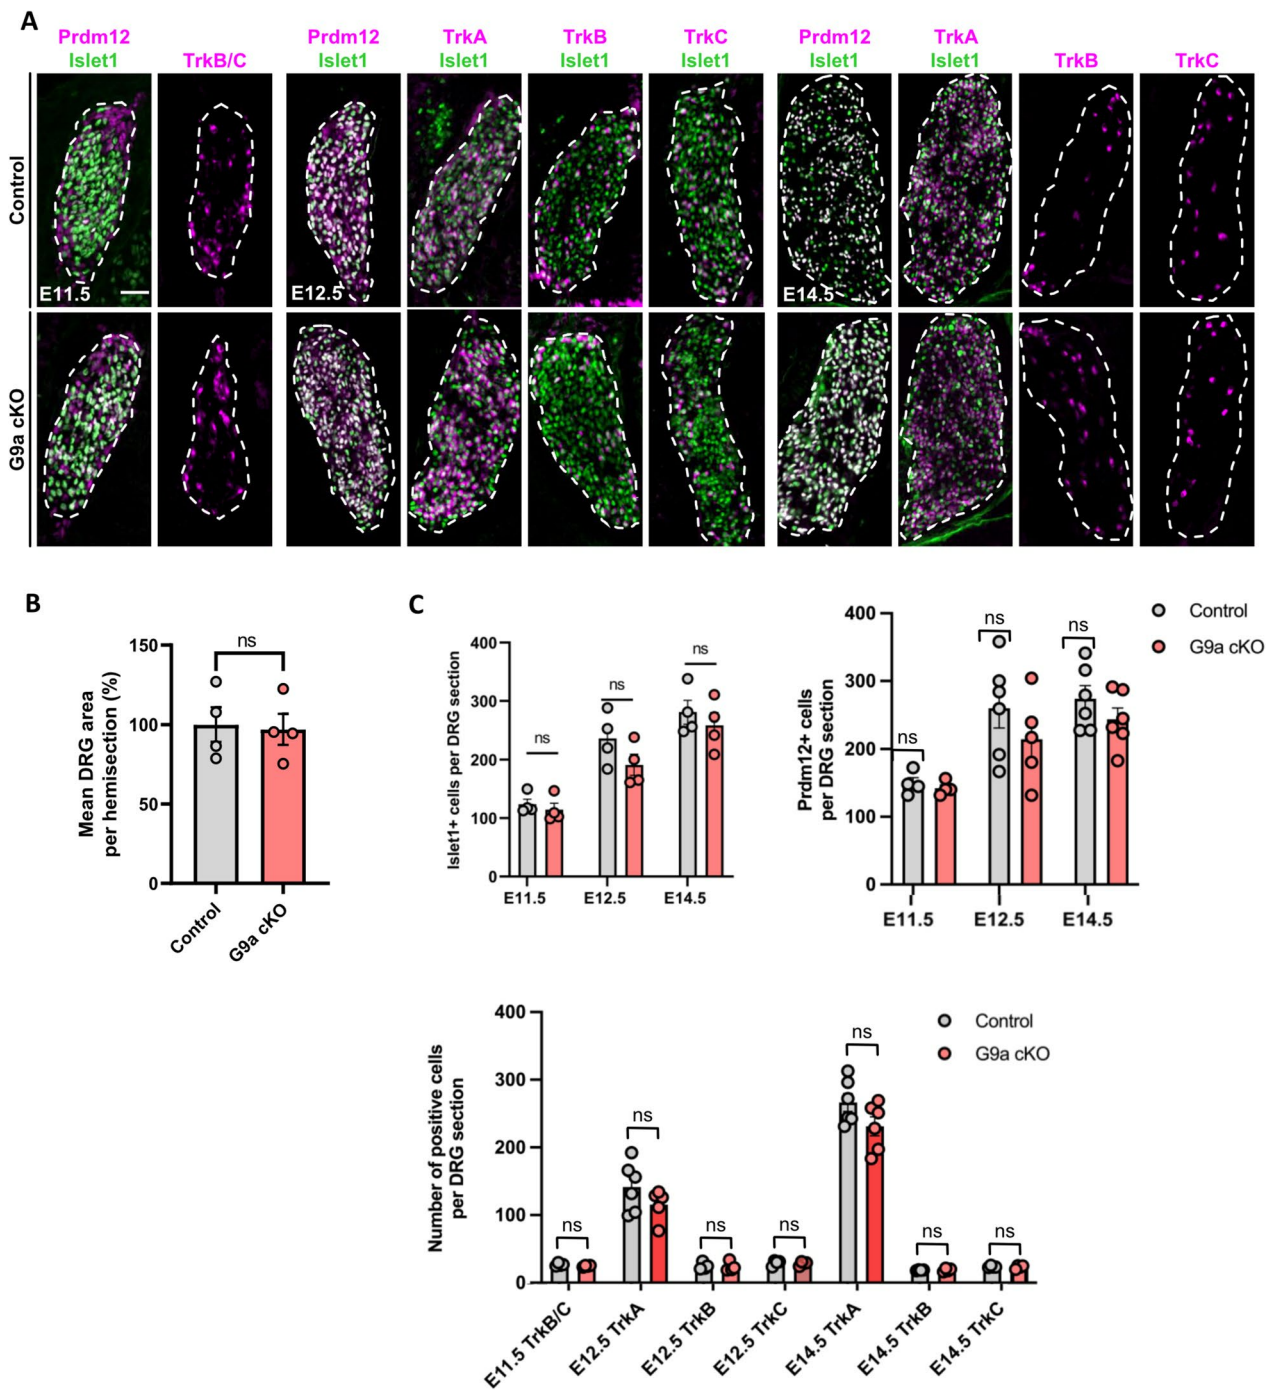 A
Prdm12 Prdm12 TrkA TrkB TrkC Prdm12 TrkA
Islet1 TrkB/C Islet1 Islet1 Islet1 Islet1 Islet1 Islet1 TrkB TrkC
Control
E11.5 E12.5 E14.5
G9a cKO
B
Mean DRG area
per hemisection (%)
150
100
50
0
ns
Control
G9a cKO
C
Islet1+ cells per DRG section
400
300
200
100
0
ns
ns
ns
E11.5 E12.5 E14.5
Prdm12+ cells
per DRG section
400
300
200
100
0
ns
ns
ns
E11.5 E12.5 E14.5
Control
G9a cKO
Number of positive cells
per DRG section
400
300
200
100
0
ns
ns
ns
ns
ns
ns
ns
E11.5 TrkB/C
E12.5 TrkA
E12.5 TrkB
E12.5 TrkC
E14.5 TrkA
E14.5 TrkB
E14.5 TrkC
Control
G9a cKO